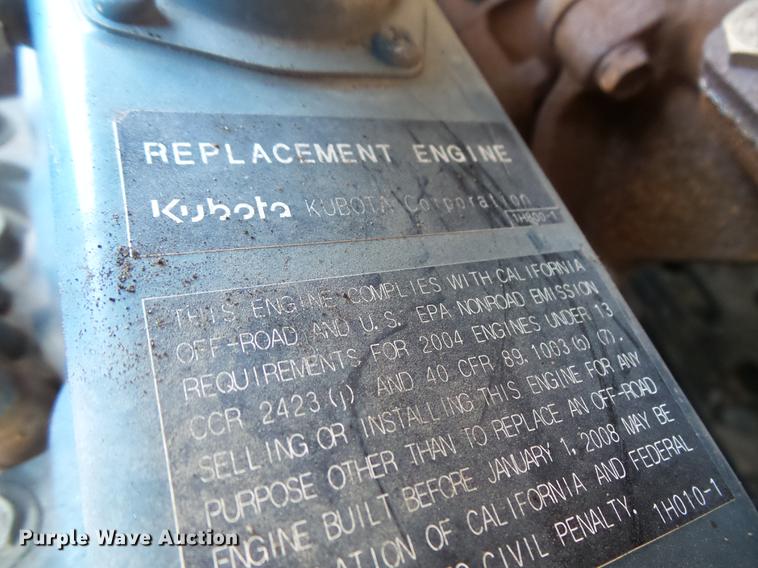 REPLACEMENT ENGINE
Kubota KUBOTA Corporation
THIS ENGINE COMPLIES WITH CALIFORNIA
OFF-ROAD AND U.S. EPA NONROAD EMISSION
REQUIREMENTS FOR 2004 ENGINES UNDER 13
CCR 2423(j) AND 40 CFR 89.1003(b)(7).
SELLING OR INSTALLING THIS ENGINE FOR ANY
PURPOSE OTHER THAN TO REPLACE AN OFF-ROAD
ENGINE BUILT BEFORE JANUARY 1, 2008 MAY BE
ATION OF CALIFORNIA AND FEDERAL
TO CIVIL PENALTY.
1H010-1
Purple Wave Auction